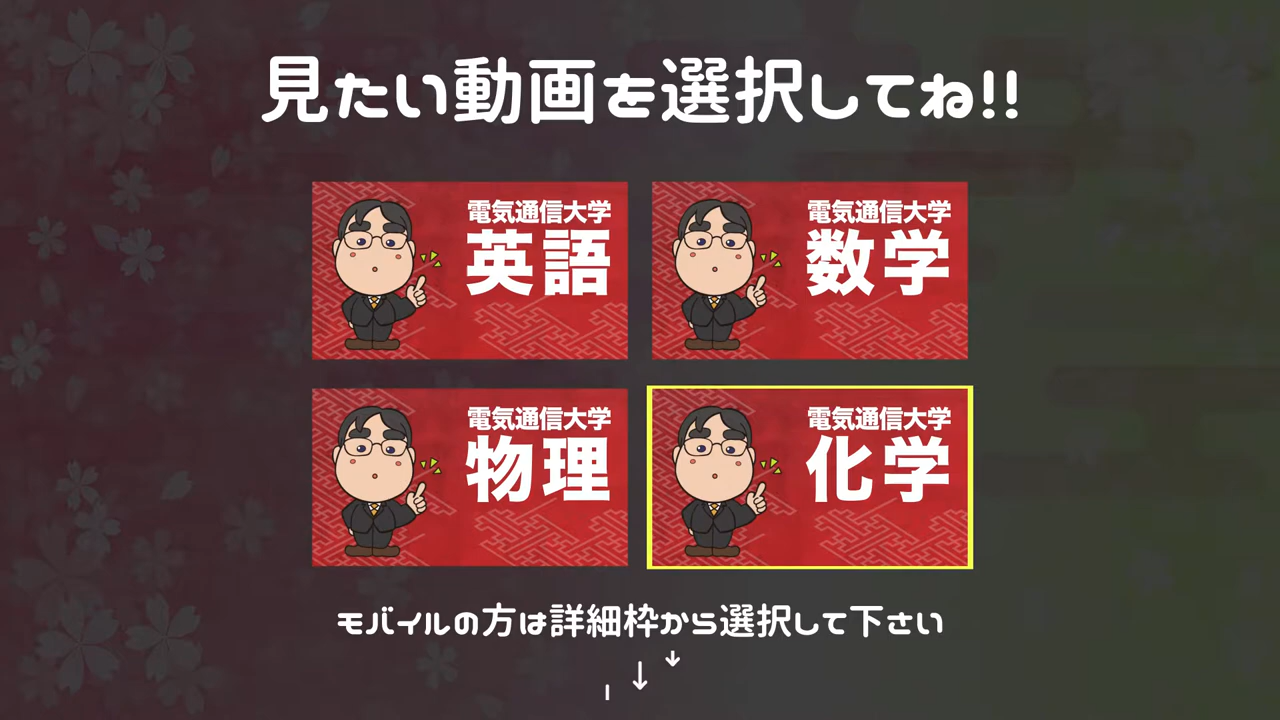 見たい動画を選択してね!!
電気通信大学
英語
電気通信大学
数学
電気通信大学
物理
電気通信大学
化学
モバイルの方は詳細枠から選択して下さい